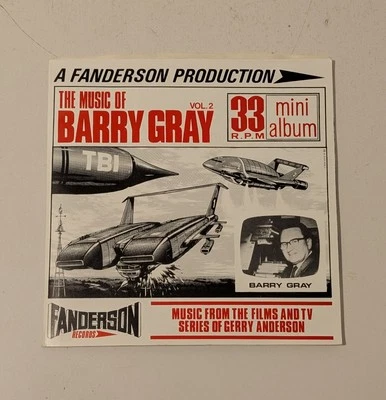 A FANDERSON PRODUCTION
THE MUSIC OF
VOL.2
BARRY GRAY
33
R.P.M
mini
album
TB1
BARRY GRAY
FANDERSON
RECORDS
MUSIC FROM THE FILMS AND TV
SERIES OF GERRY ANDERSON